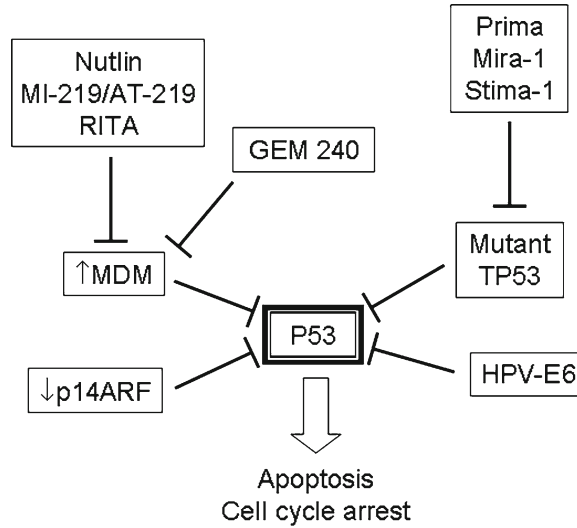 Nutlin
MI-219/AT-219
RITA
Prima
Mira-1
Stima-1
GEM 240
↑MDM
Mutant
TP53
P53
↓p14ARF
HPV-E6
Apoptosis
Cell cycle arrest